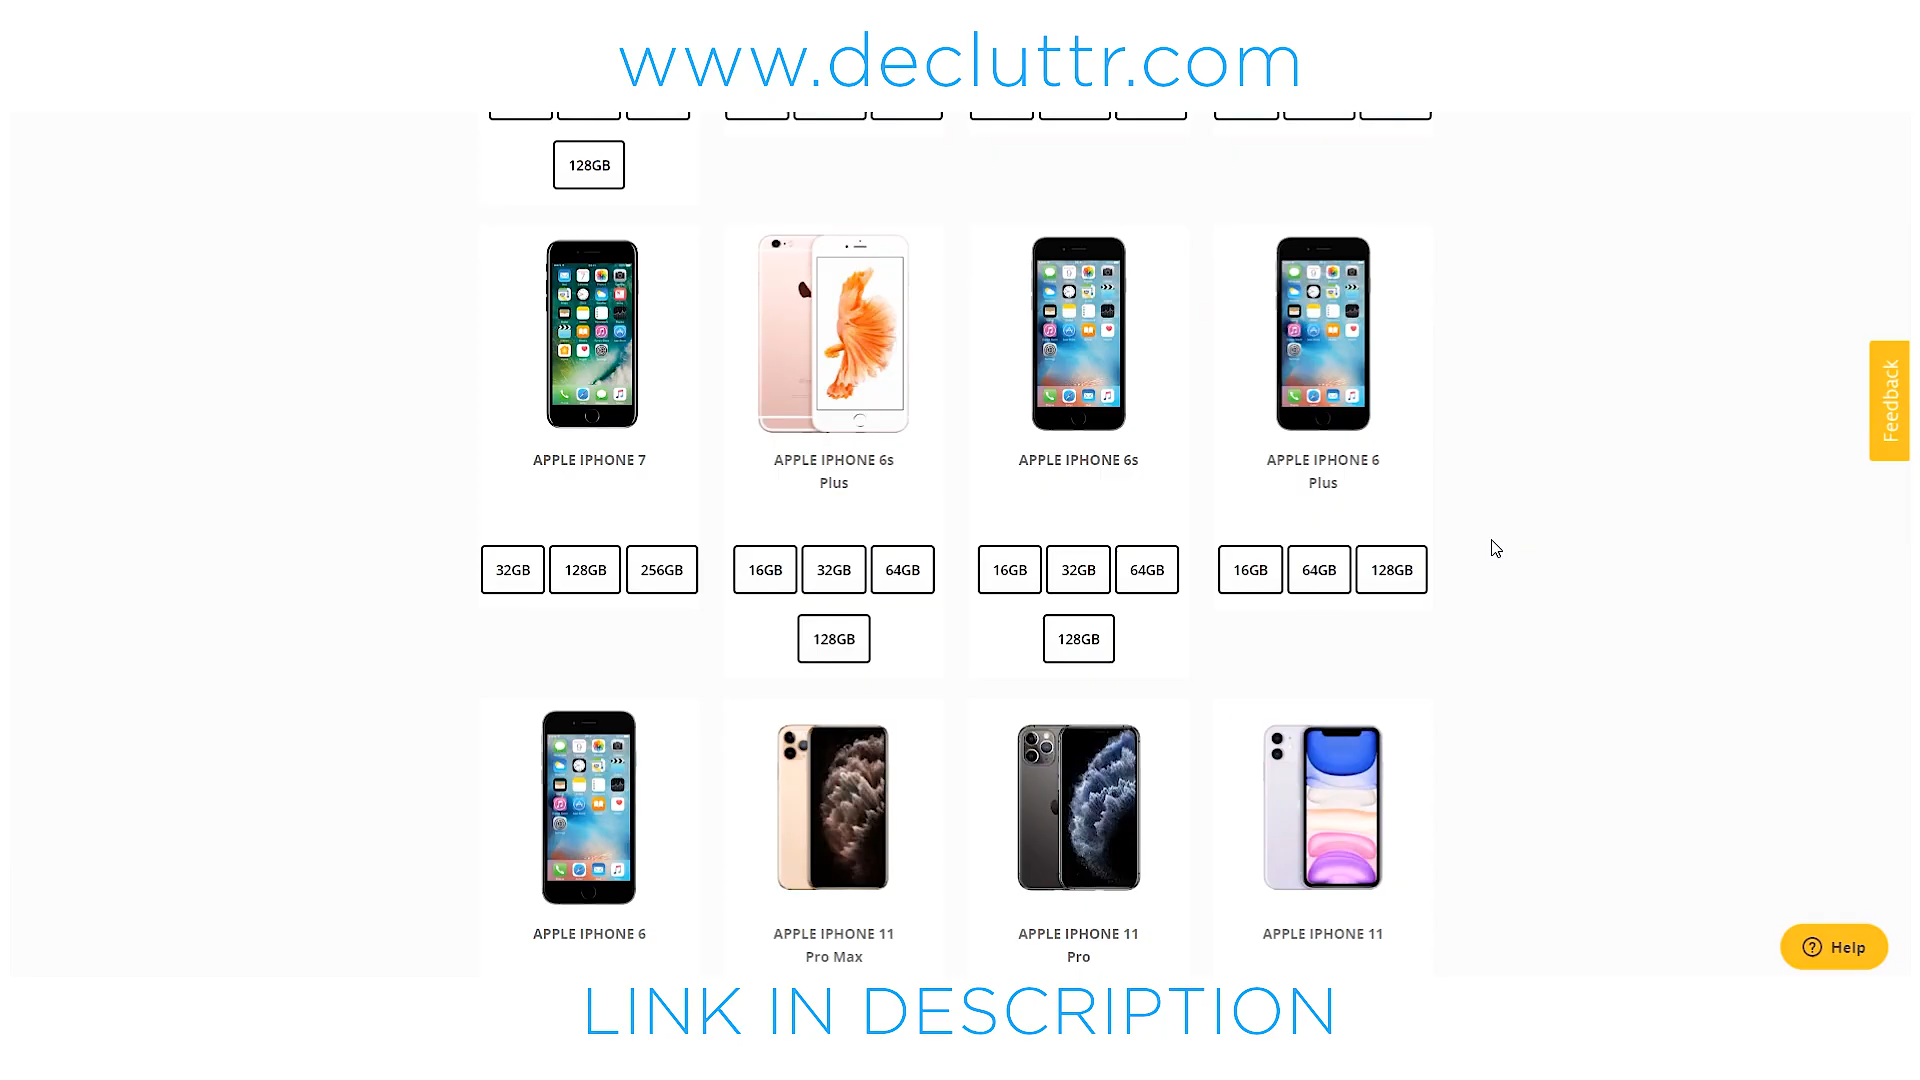 www.decluttr.com
128GB
APPLE IPHONE 7
APPLE IPHONE 6s
Plus
APPLE IPHONE 6s
APPLE IPHONE 6
Plus
32GB 128GB 256GB
16GB 32GB 64GB
128GB
16GB 32GB 64GB
128GB
16GB 64GB 128GB
Feedback
APPLE IPHONE 6
APPLE IPHONE 11
Pro Max
APPLE IPHONE 11
Pro
APPLE IPHONE 11
? Help
LINK IN DESCRIPTION